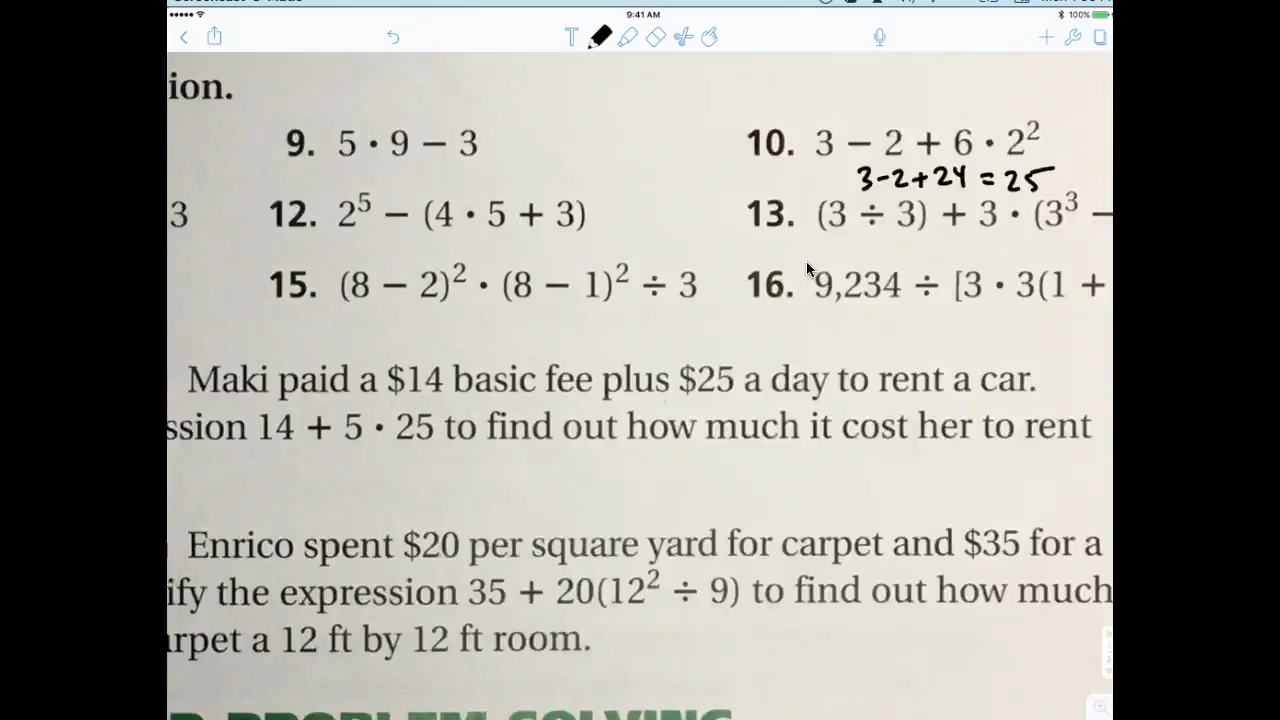 9:41 AM
100%
T
ion.
9. 5 · 9 − 3
10. 3 − 2 + 6 · 2²
3-2+24 = 25
3
12. 2⁵ − (4 · 5 + 3)
13. (3 ÷ 3) + 3 · (3³ −
15. (8 − 2)² · (8 − 1)² ÷ 3
16. 9,234 ÷ [3 · 3(1 +
Maki paid a $14 basic fee plus $25 a day to rent a car.
ssion 14 + 5 · 25 to find out how much it cost her to rent
Enrico spent $20 per square yard for carpet and $35 for a
ify the expression 35 + 20(12² ÷ 9) to find out how much
rpet a 12 ft by 12 ft room.
PROBLEM SOLVING